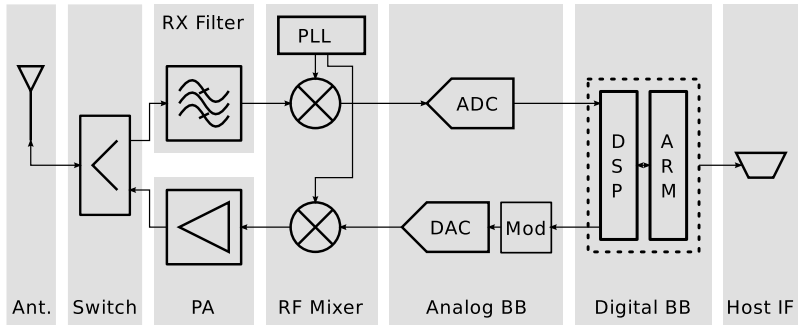 RX Filter
PLL
ADC
D
S
P
A
R
M
DAC
Mod
Ant.
Switch
PA
RF Mixer
Analog BB
Digital BB
Host IF